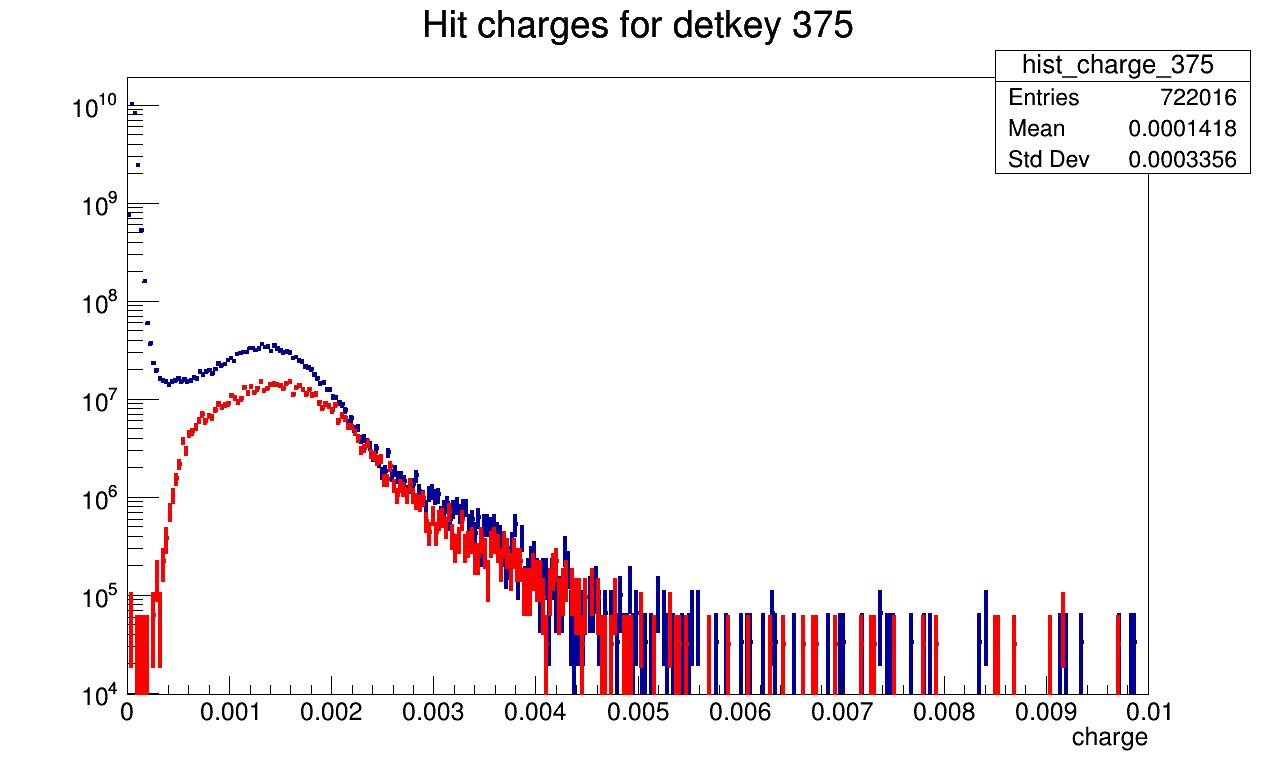 Hit charges for detkey 375
hist_charge_375
Entries 722016
Mean 0.0001418
Std Dev 0.0003356
10^10
10^9
10^8
10^7
10^6
10^5
10^4
0 0.001 0.002 0.003 0.004 0.005 0.006 0.007 0.008 0.009 0.01
charge